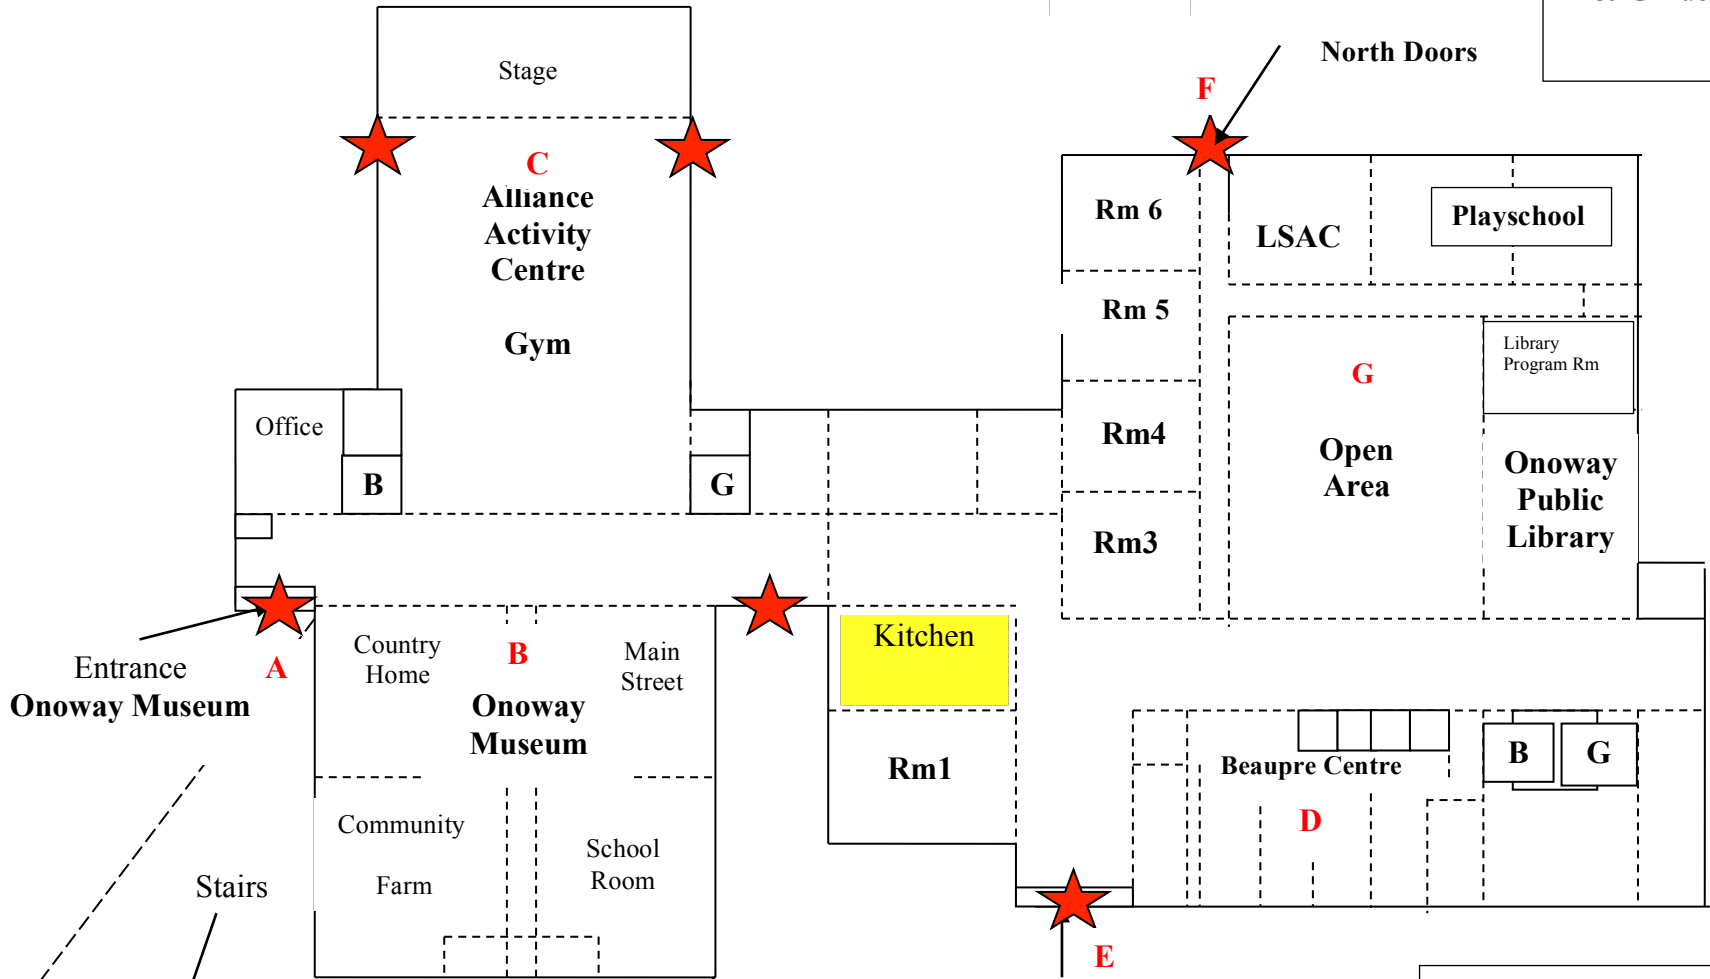 Stage
North Doors
F
C
Alliance
Activity
Centre
Gym
Rm 6
LSAC
Playschool
Rm 5
Library
Program Rm
G
Office
Rm4
Open
Area
Onoway
Public
Library
B
G
Rm3
Entrance
Onoway Museum
A
Country
Home
B
Main
Street
Onoway
Museum
Kitchen
Rm1
Beaupre Centre
B
G
D
Community
Farm
School
Room
Stairs
E